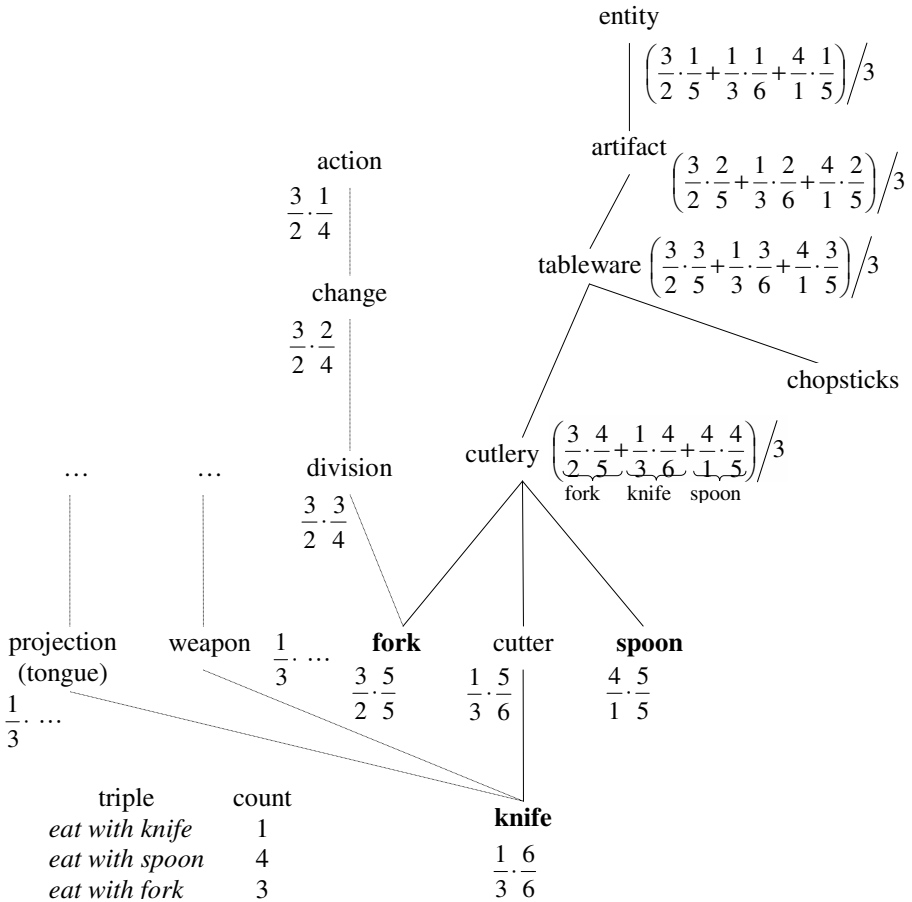 entity
(3/2 · 1/5 + 1/3 · 1/6 + 4/1 · 1/5) / 3
artifact
(3/2 · 2/5 + 1/3 · 2/6 + 4/1 · 2/5) / 3
action
3/2 · 1/4
tableware (3/2 · 3/5 + 1/3 · 3/6 + 4/1 · 3/5) / 3
change
3/2 · 2/4
chopsticks
cutlery (3/2 · 4/5 + 1/3 · 4/6 + 4/1 · 4/5) / 3
fork knife spoon
... ... division
3/2 · 3/4
projection
(tongue)
1/3 · ...
weapon
1/3 · ...
fork
3/2 · 5/5
cutter
1/3 · 5/6
spoon
4/1 · 5/5
knife
1/3 · 6/6
triple count
eat with knife 1
eat with spoon 4
eat with fork 3